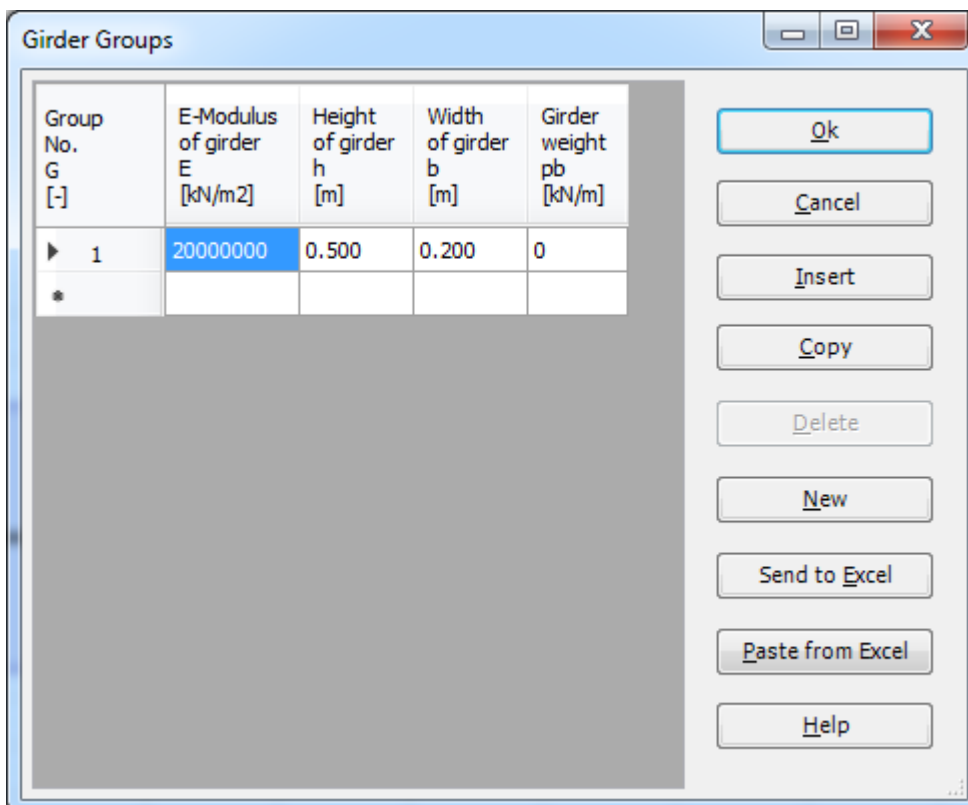 Girder Groups
Group
No.
G
[-]
E-Modulus
of girder
E
[kN/m2]
Height
of girder
h
[m]
Width
of girder
b
[m]
Girder
weight
pb
[kN/m]
1
20000000
0.500
0.200
0
*
Ok
Cancel
Insert
Copy
Delete
New
Send to Excel
Paste from Excel
Help